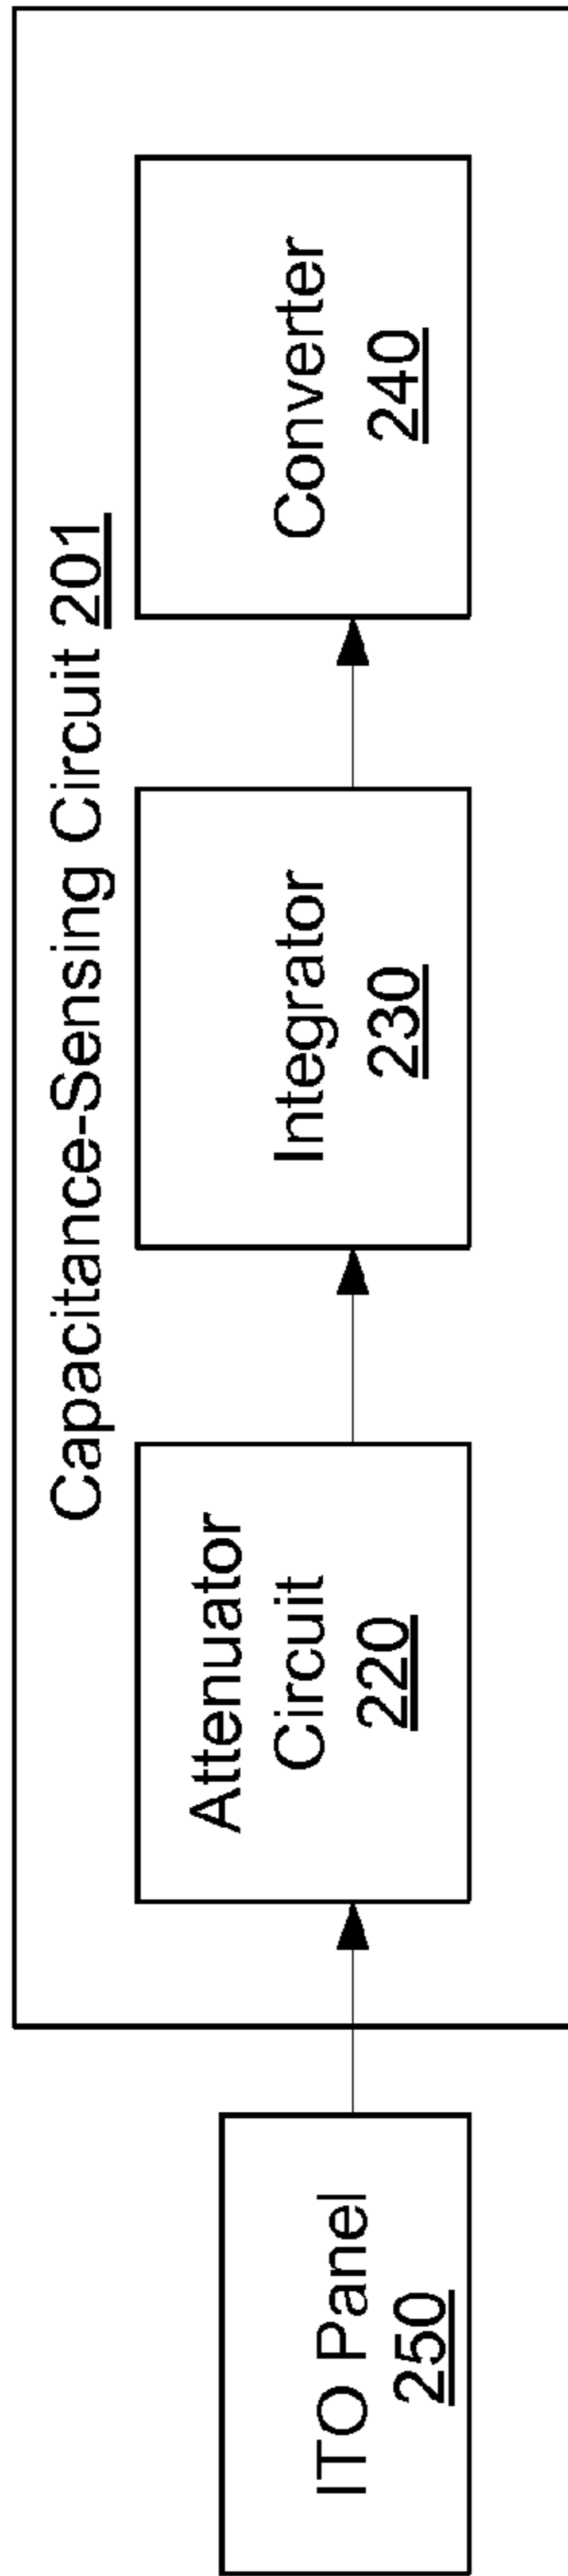 Capacitance-Sensing Circuit 201
ITO Panel
250
Attenuator
Circuit
220
Integrator
230
Converter
240